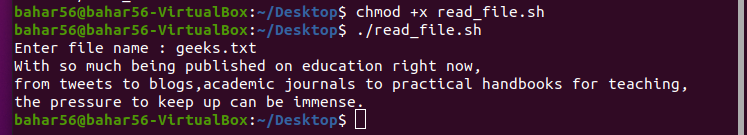 bahar56@bahar56-VirtualBox:~/Desktop$ chmod +x read_file.sh
bahar56@bahar56-VirtualBox:~/Desktop$ ./read_file.sh
Enter file name : geeks.txt
With so much being published on education right now,
from tweets to blogs,academic journals to practical handbooks for teaching,
the pressure to keep up can be immense.
bahar56@bahar56-VirtualBox:~/Desktop$